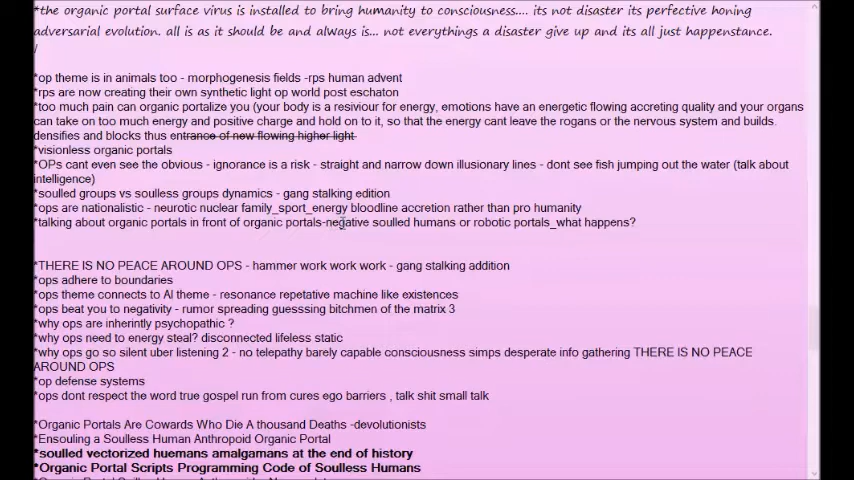 *the organic portal surface virus is installed to bring humanity to consciousness.... its not disaster its perfective honing
adversarial evolution. all is as it should be and always is... not everythings a disaster give up and its all just happenstance.
/
*op theme is in animals too - morphogenesis fields -rps human advent
*rps are now creating their own synthetic light op world post eschaton
*too much pain can organic portalize you (your body is a resiviour for energy, emotions have an energetic flowing accreting quality and your organs
can take on too much energy and positive charge and hold on to it, so that the energy cant leave the rogans or the nervous system and builds.
densifies and blocks thus entrance of new flowing higher light
*visionless organic portals
*OPs cant even see the obvious - ignorance is a risk - straight and narrow down illusionary lines - dont see fish jumping out the water (talk about
intelligence)
*soulled groups vs soulless groups dynamics - gang stalking edition
*ops are nationalistic - neurotic nuclear family_sport_energy bloodline accretion rather than pro humanity
*talking about organic portals in front of organic portals-negative soulled humans or robotic portals_what happens?
*THERE IS NO PEACE AROUND OPS - hammer work work work - gang stalking addition
*ops adhere to boundaries
*ops theme connects to AI theme - resonance repetative machine like existences
*ops beat you to negativity - rumor spreading guesssing bitchmen of the matrix 3
*why ops are inherintly psychopathic ?
*why ops need to energy steal? disconnected lifeless static
*why ops go so silent uber listening 2 - no telepathy barely capable consciousness simps desperate info gathering THERE IS NO PEACE
AROUND OPS
*op defense systems
*ops dont respect the word true gospel run from cures ego barriers , talk shit small talk
*Organic Portals Are Cowards Who Die A thousand Deaths -devolutionists
*Ensouling a Soulless Human Anthropoid Organic Portal
*soulled vectorized huemans amalgamans at the end of history
*Organic Portal Scripts Programming Code of Soulless Humans